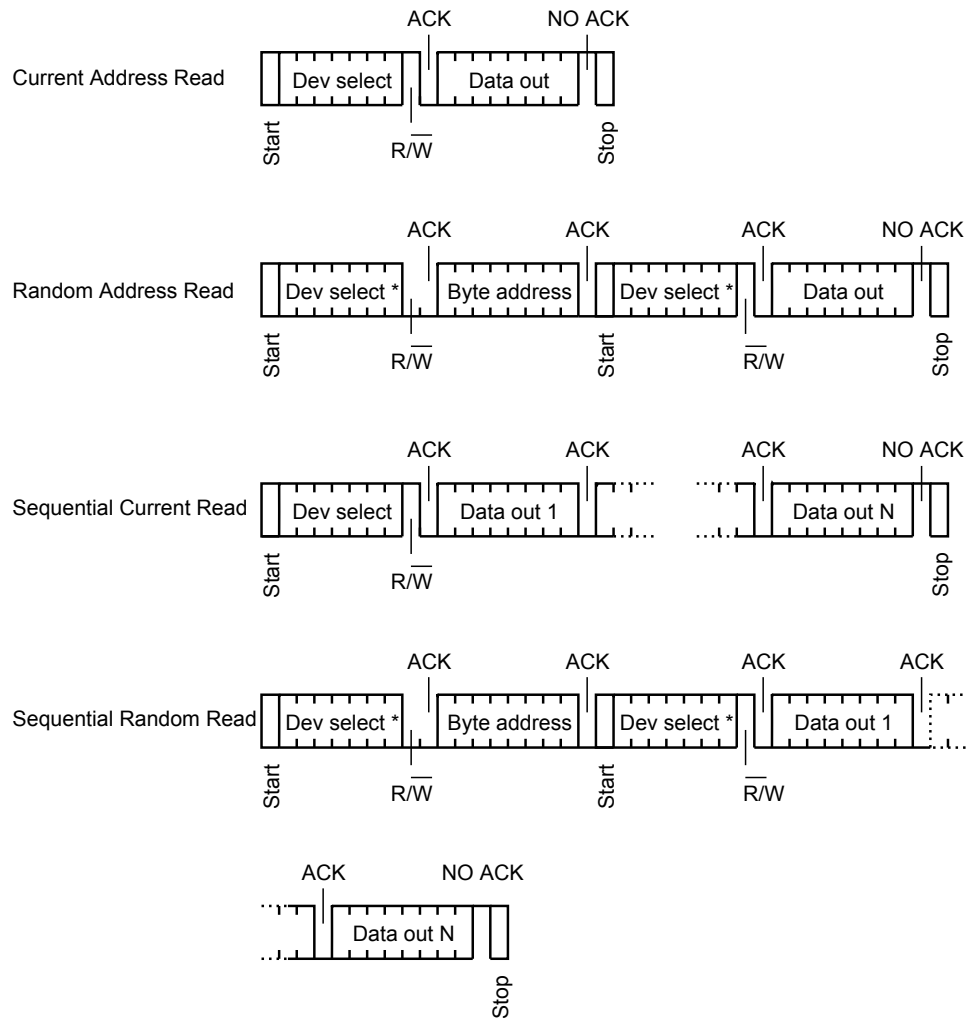 ACK NO ACK
Current Address Read Dev select Data out
Start R/W̅ Stop
ACK ACK ACK NO ACK
Random Address Read Dev select * Byte address Dev select * Data out
Start R/W̅ Start R̅/W Stop
ACK ACK ACK NO ACK
Sequential Current Read Dev select Data out 1 Data out N
Start R/W̅ Stop
ACK ACK ACK ACK
Sequential Random Read Dev select * Byte address Dev select * Data out 1
Start R/W̅ Start R̅/W
ACK NO ACK
Data out N
Stop